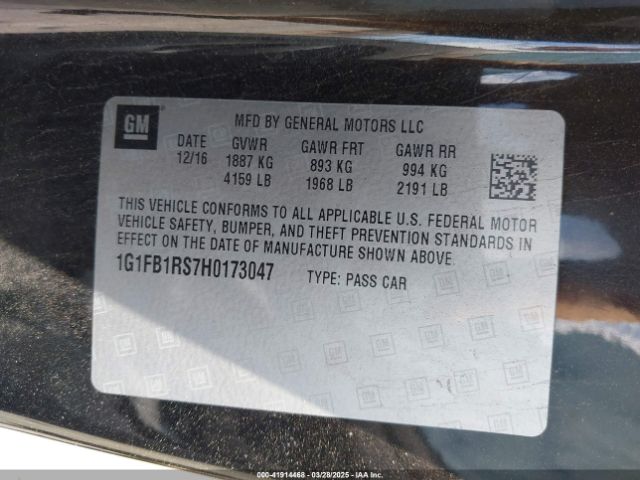 GM
MFD BY GENERAL MOTORS LLC
DATE GVWR GAWR FRT GAWR RR
12/16 1887 KG 893 KG 994 KG
4159 LB 1968 LB 2191 LB
THIS VEHICLE CONFORMS TO ALL APPLICABLE U.S. FEDERAL MOTOR
VEHICLE SAFETY, BUMPER, AND THEFT PREVENTION STANDARDS IN
EFFECT ON THE DATE OF MANUFACTURE SHOWN ABOVE
1G1FB1RS7H0173047 TYPE: PASS CAR
000-41914468 - 03/28/2025 - IAA Inc.